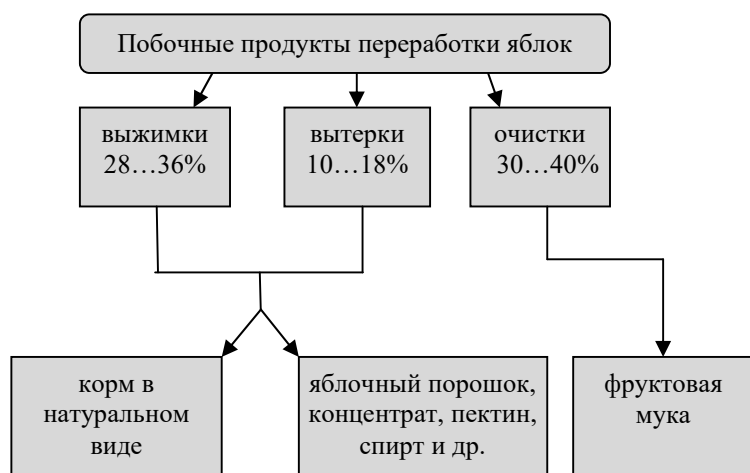 Побочные продукты переработки яблок
выжимки
28…36%
вытерки
10…18%
очистки
30…40%
корм в
натуральном
виде
яблочный порошок,
концентрат, пектин,
спирт и др.
фруктовая
мука